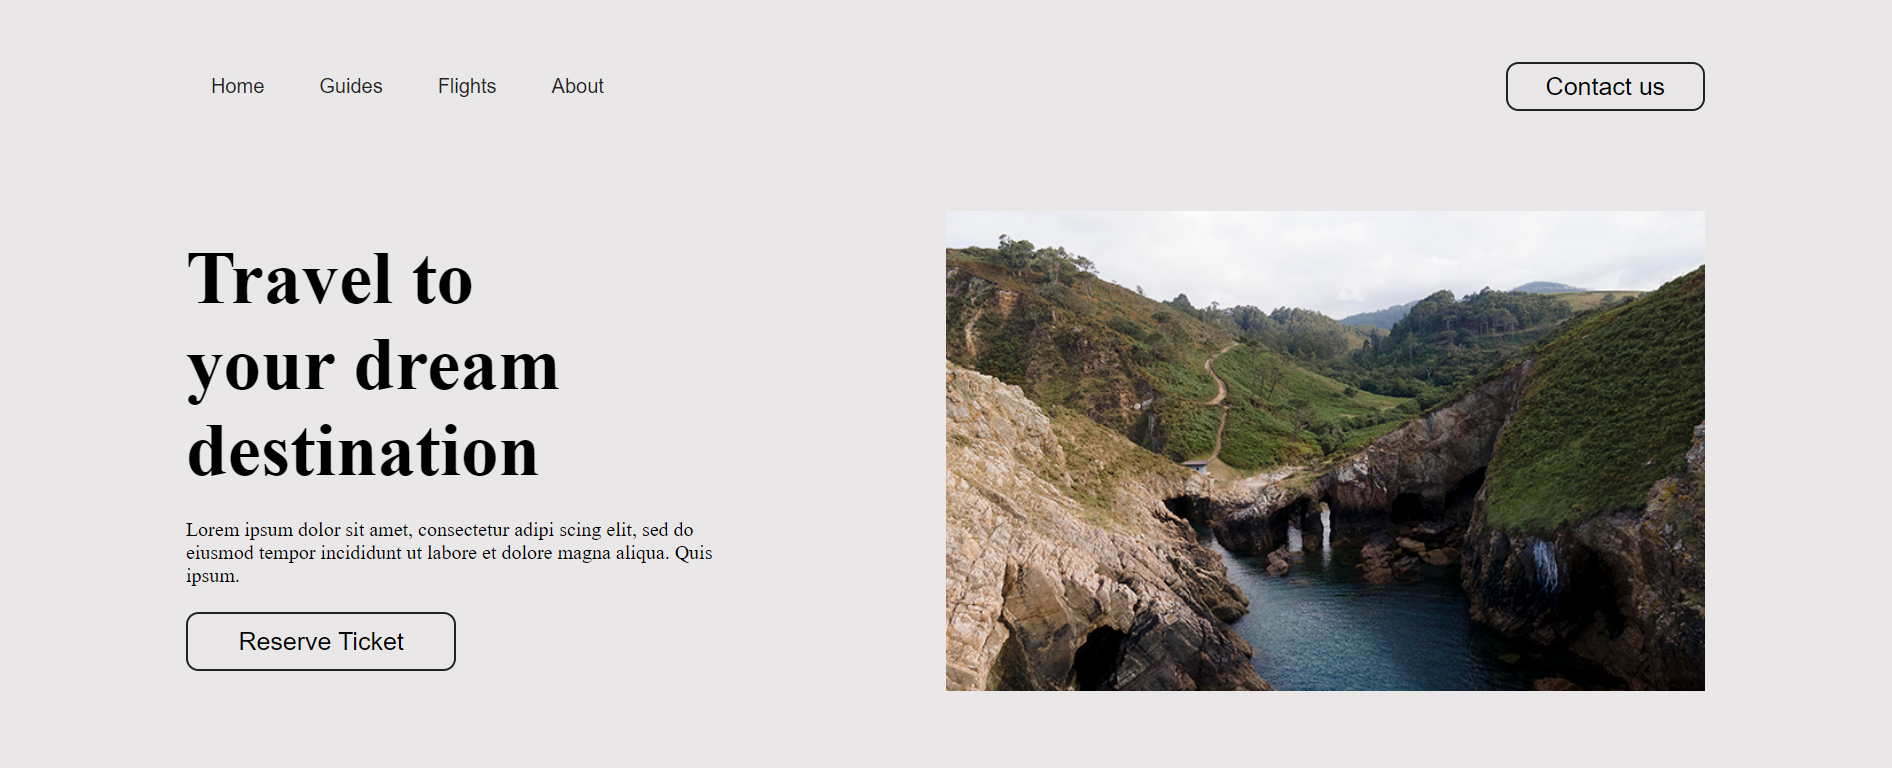 Home Guides Flights About Contact us
Travel to
your dream
destination
Lorem ipsum dolor sit amet, consectetur adipi scing elit, sed do
eiusmod tempor incididunt ut labore et dolore magna aliqua. Quis
ipsum.
Reserve Ticket